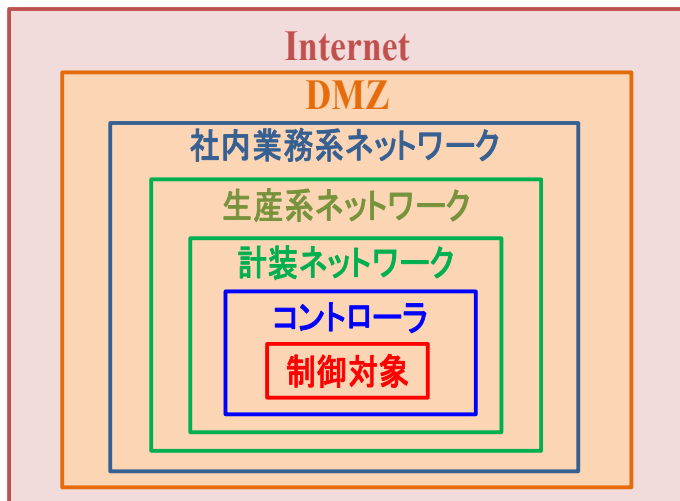 Internet
DMZ
社内業務系ネットワーク
生産系ネットワーク
計装ネットワーク
コントローラ
制御対象